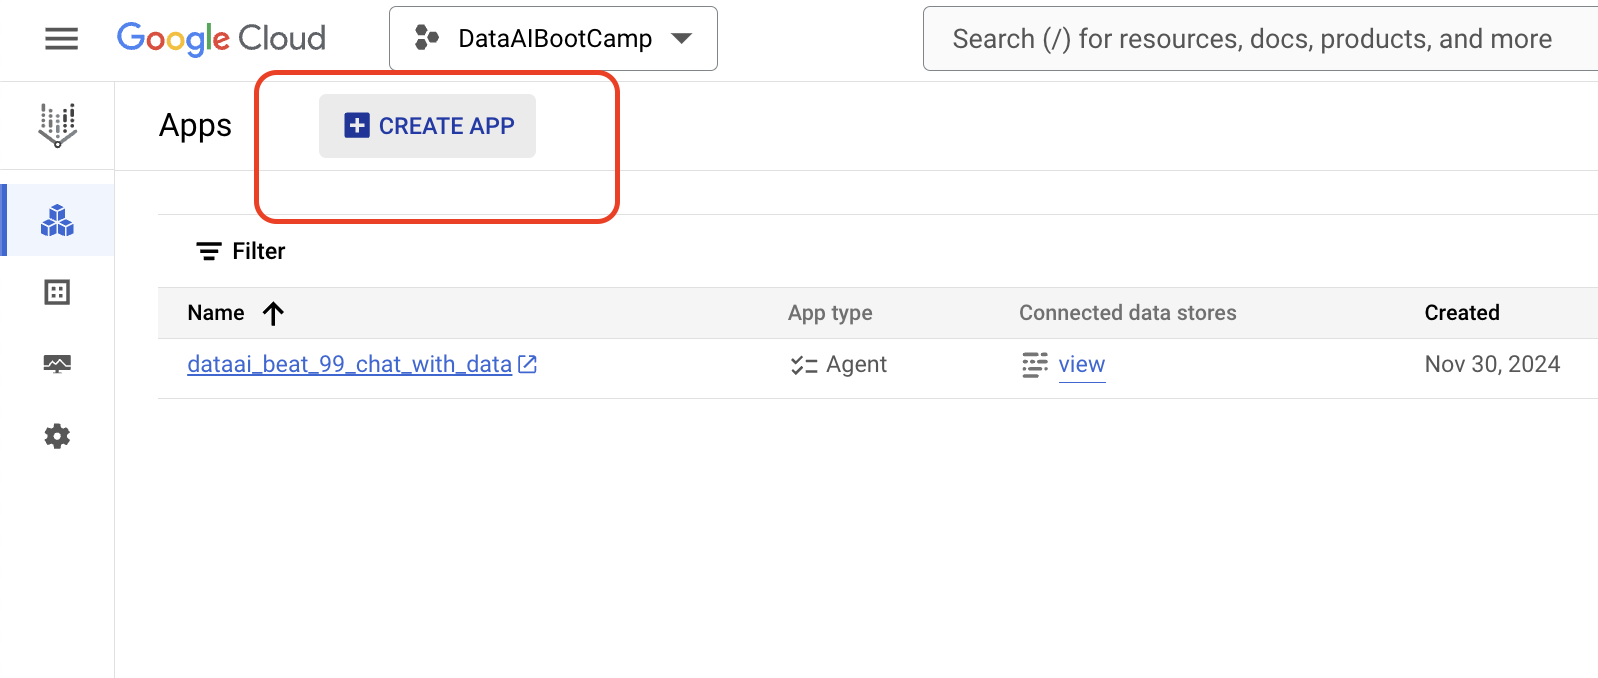 Google Cloud
DataAIBootCamp
Search (/) for resources, docs, products, and more
Apps
CREATE APP
Filter
Name App type Connected data stores Created
dataai_beat_99_chat_with_data Agent view Nov 30, 2024